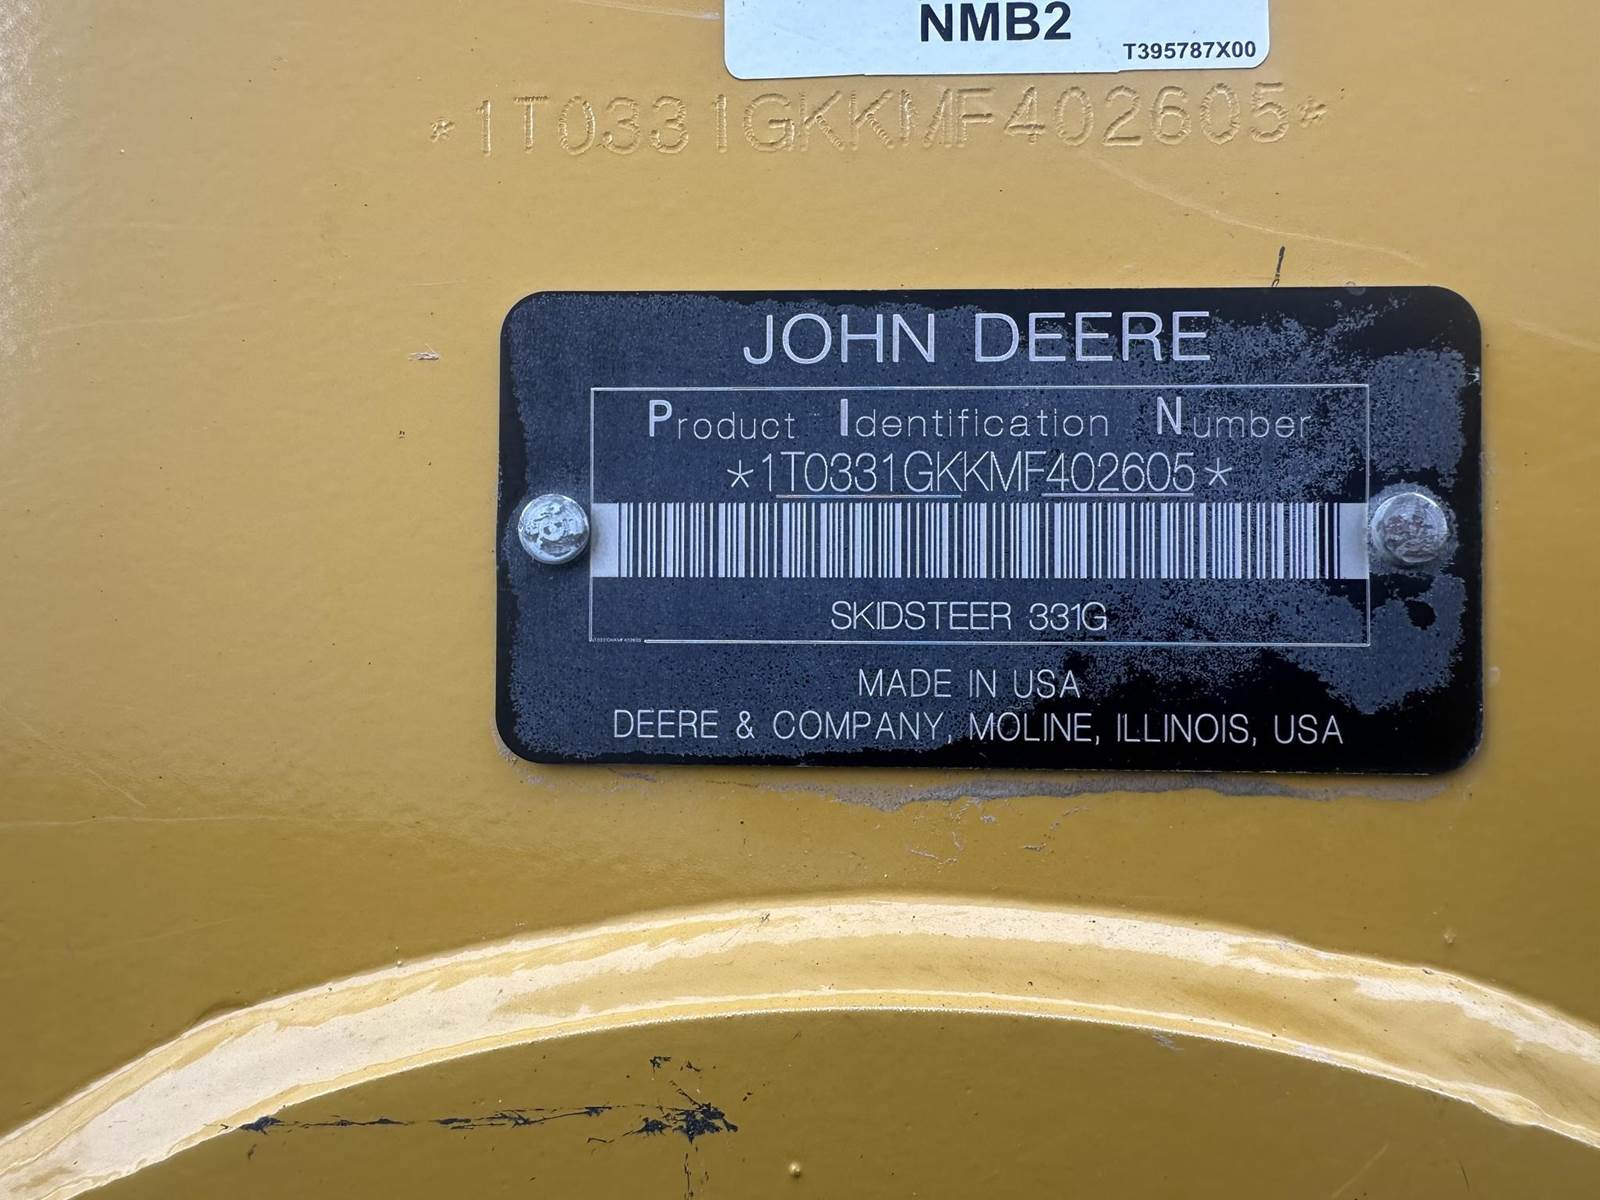 NMB2
T395787X00
*1T0331GKKMF402605*
JOHN DEERE
Product Identification Number
*1T0331GKKMF402605*
SKIDSTEER 331G
1T0331GKKMF402605
MADE IN USA
DEERE & COMPANY, MOLINE, ILLINOIS, USA